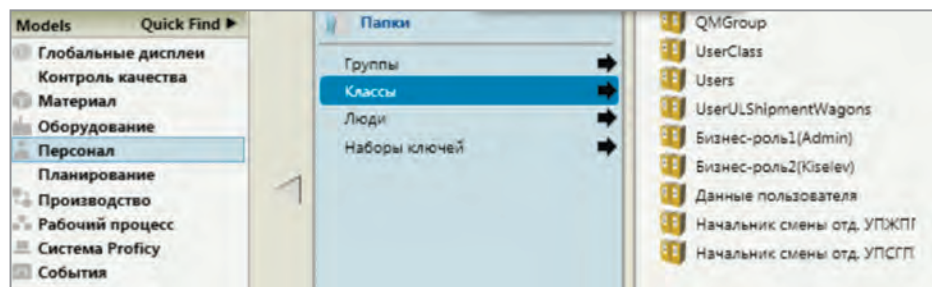 Models Quick Find
Глобальные дисплеи
Контроль качества
Материал
Оборудование
Персонал
Планирование
Производство
Рабочий процесс
Система Proficy
События
Папки
Группы
Классы
Люди
Наборы ключей
QMGroup
UserClass
Users
UserULShipmentWagons
Бизнес-роль1(Admin)
Бизнес-роль2(Kiselev)
Данные пользователя
Начальник смены отд. УПЖПГ
Начальник смены отд. УПСГП